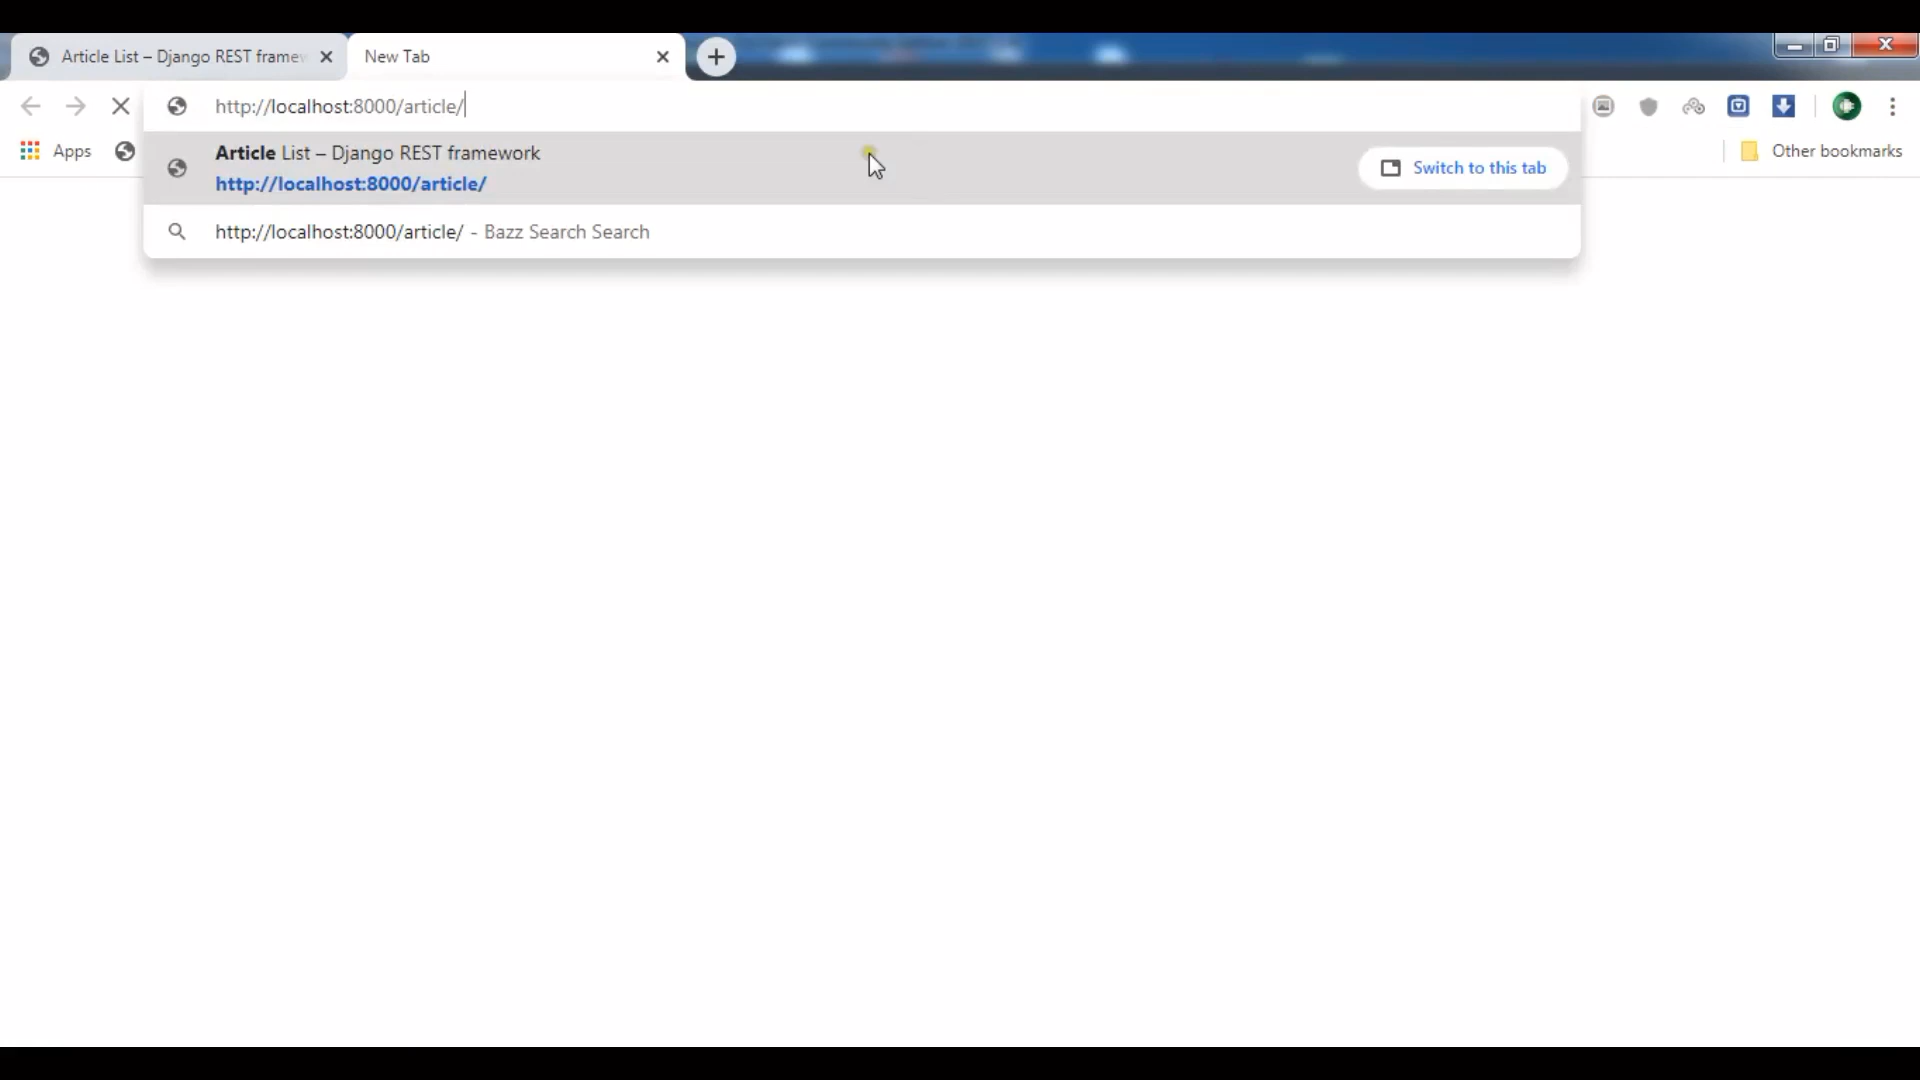 Article List – Django REST framew
New Tab
http://localhost:8000/article/
Article List – Django REST framework
http://localhost:8000/article/
Switch to this tab
http://localhost:8000/article/ - Bazz Search Search
Apps
Other bookmarks